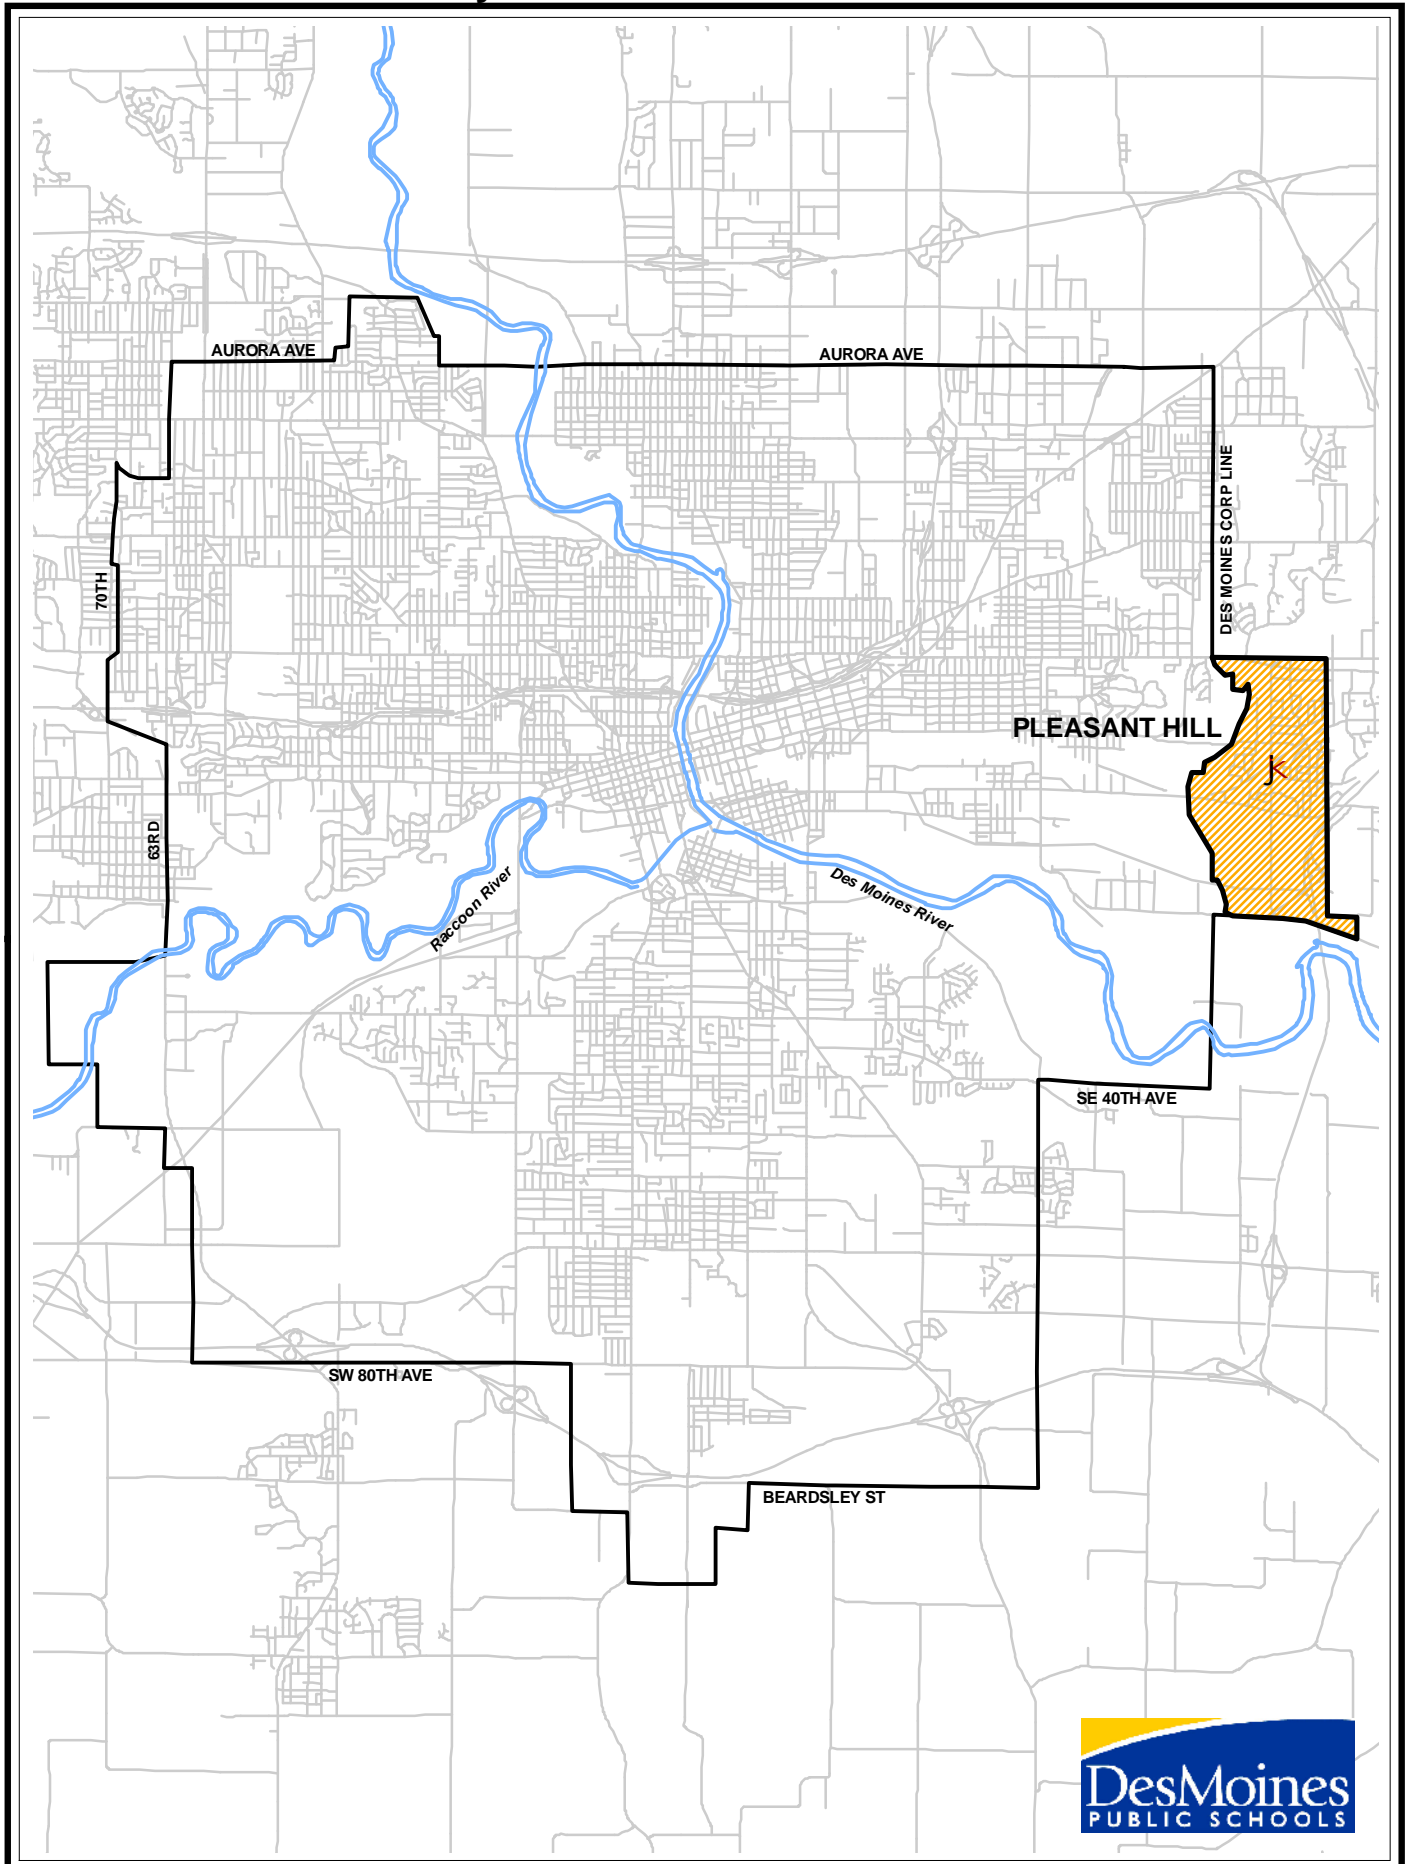 AURORA AVE
AURORA AVE
DES MOINES CORP LINE
70TH
PLEASANT HILL
jk
63RD
Raccoon River
Des Moines River
SE 40TH AVE
SW 80TH AVE
BEARDSLEY ST
DesMoines
PUBLIC SCHOOLS